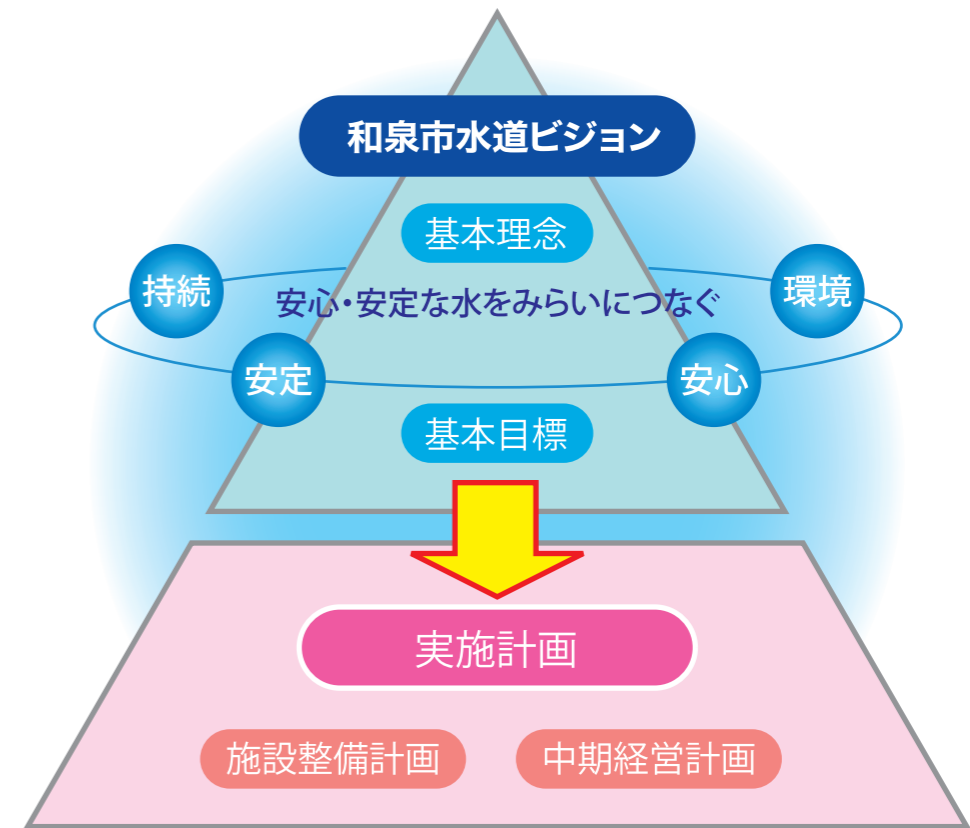 和泉市水道ビジョン
基本理念
持続
環境
安心・安定な水をみらいにつなぐ
安定
安心
基本目標
実施計画
施設整備計画
中期経営計画